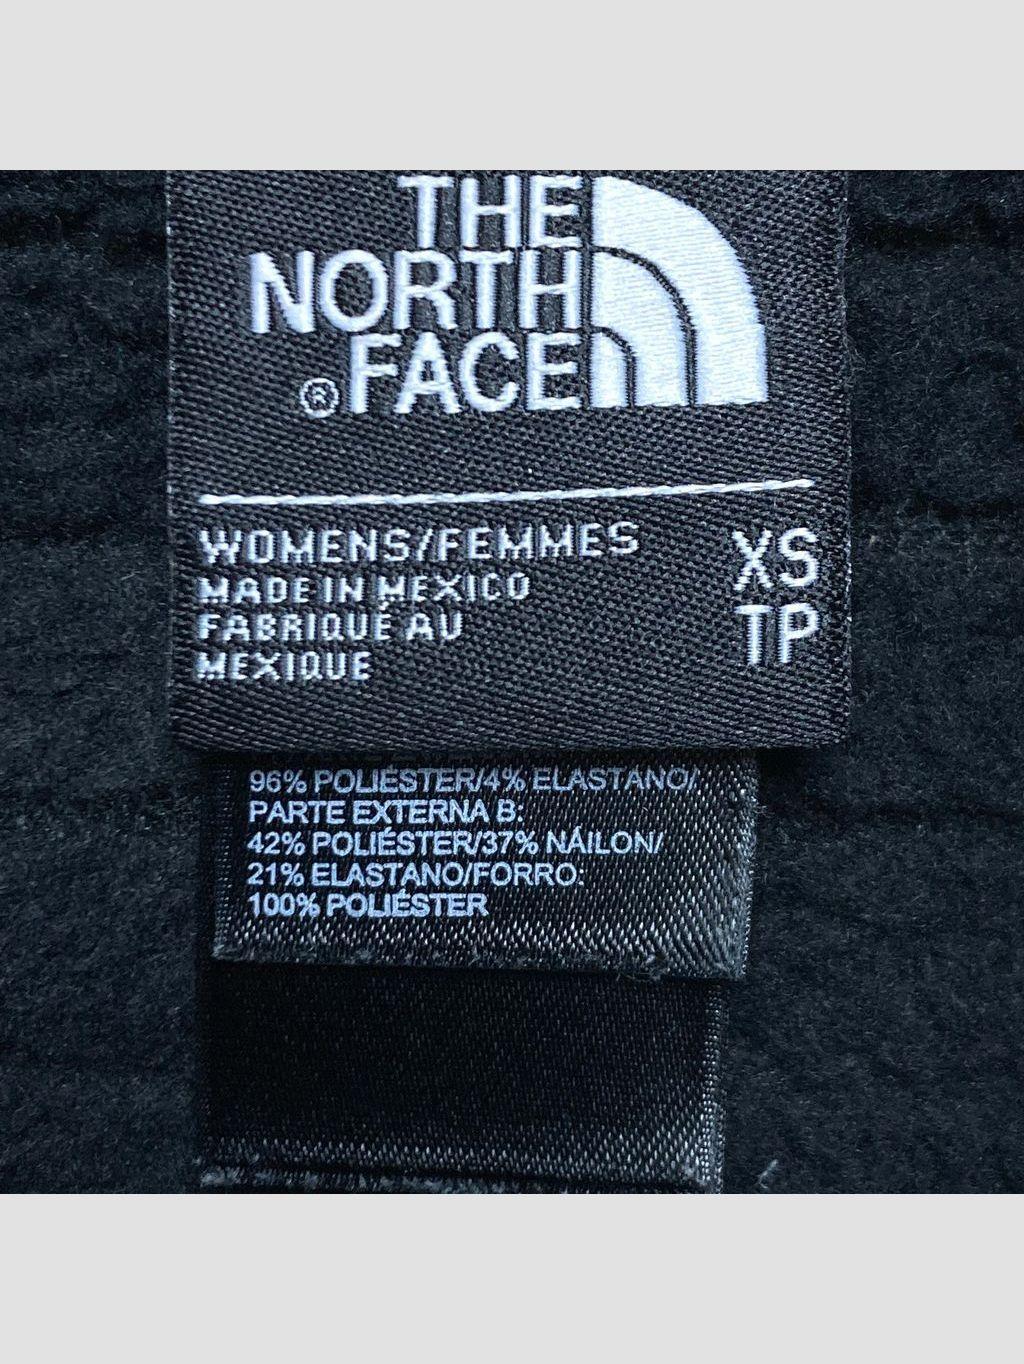 THE
NORTH
® FACE
WOMENS/FEMMES XS
MADE IN MEXICO
FABRIQUÉ AU TP
MEXIQUE
96% POLIÉSTER/4% ELASTANO/
PARTE EXTERNA B:
42% POLIÉSTER/37% NÁILON/
21% ELASTANO/FORRO:
100% POLIÉSTER